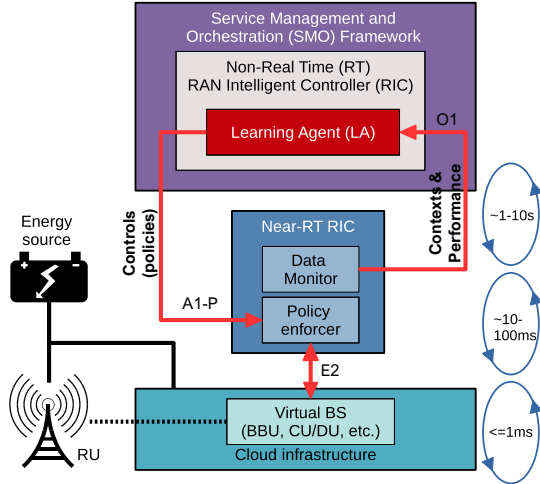 Service Management and
Orchestration (SMO) Framework
Non-Real Time (RT)
RAN Intelligent Controller (RIC)
Learning Agent (LA)
O1
Controls
(policies)
Contexts &
Performance
~1-10s
Energy
source
Near-RT RIC
Data
Monitor
A1-P
Policy
enforcer
~10-
100ms
E2
Virtual BS
(BBU, CU/DU, etc.)
Cloud infrastructure
RU
<=1ms